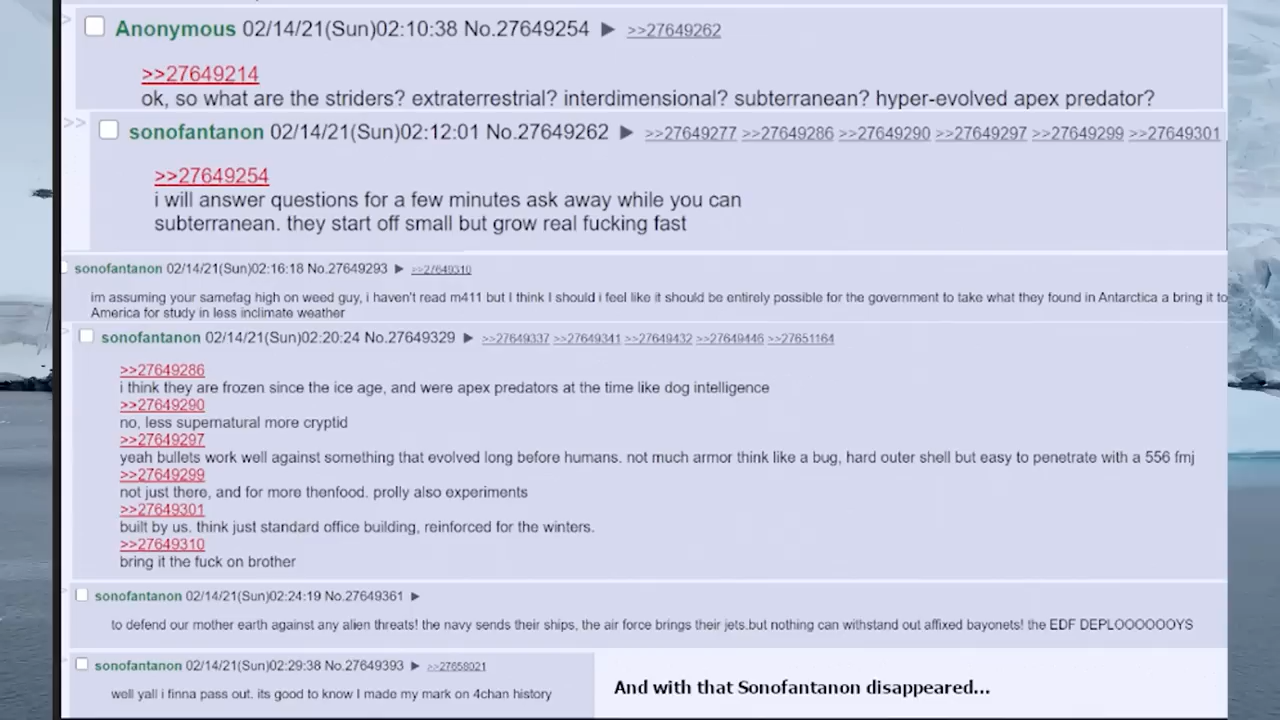 Anonymous 02/14/21(Sun)02:10:38 No.27649254 ▶ >>27649262
>>27649214
ok, so what are the striders? extraterrestrial? interdimensional? subterranean? hyper-evolved apex predator?
>> sonofantanon 02/14/21(Sun)02:12:01 No.27649262 ▶ >>27649277 >>27649286 >>27649290 >>27649297 >>27649299 >>27649301
>>27649254
i will answer questions for a few minutes ask away while you can
subterranean. they start off small but grow real fucking fast
sonofantanon 02/14/21(Sun)02:16:18 No.27649293 ▶ >>27649310
im assuming your samefag high on weed guy, i haven't read m411 but I think I should i feel like it should be entirely possible for the government to take what they found in Antarctica a bring it to
America for study in less inclimate weather
sonofantanon 02/14/21(Sun)02:20:24 No.27649329 ▶ >>27649337 >>27649341 >>27649432 >>27649446 >>27651164
>>27649286
i think they are frozen since the ice age, and were apex predators at the time like dog intelligence
>>27649290
no, less supernatural more cryptid
>>27649297
yeah bullets work well against something that evolved long before humans. not much armor think like a bug, hard outer shell but easy to penetrate with a 556 fmj
>>27649299
not just there, and for more thenfood. prolly also experiments
>>27649301
built by us. think just standard office building, reinforced for the winters.
>>27649310
bring it the fuck on brother
sonofantanon 02/14/21(Sun)02:24:19 No.27649361 ▶
to defend our mother earth against any alien threats! the navy sends their ships, the air force brings their jets.but nothing can withstand out affixed bayonets! the EDF DEPLOOOOOOYS
sonofantanon 02/14/21(Sun)02:29:38 No.27649393 ▶ >>27658021
well yall i finna pass out. its good to know I made my mark on 4chan history
And with that Sonofantanon disappeared...